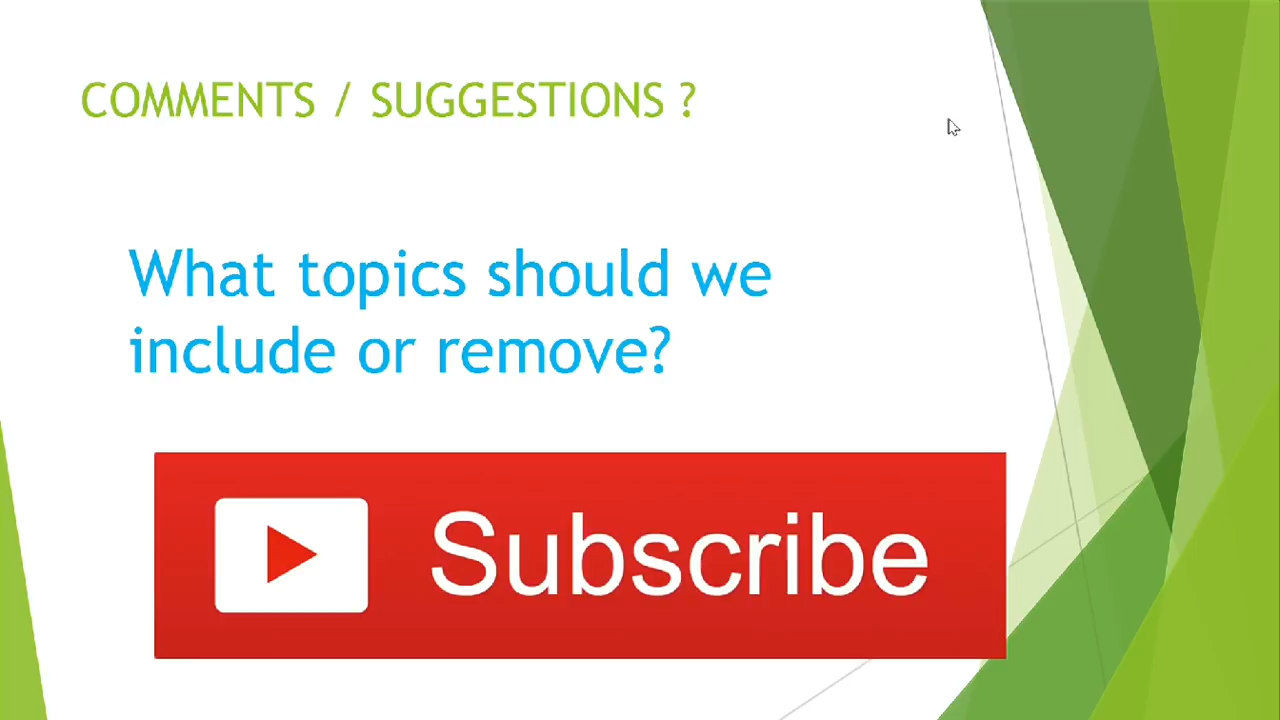 COMMENTS / SUGGESTIONS ?
What topics should we
include or remove?
Subscribe